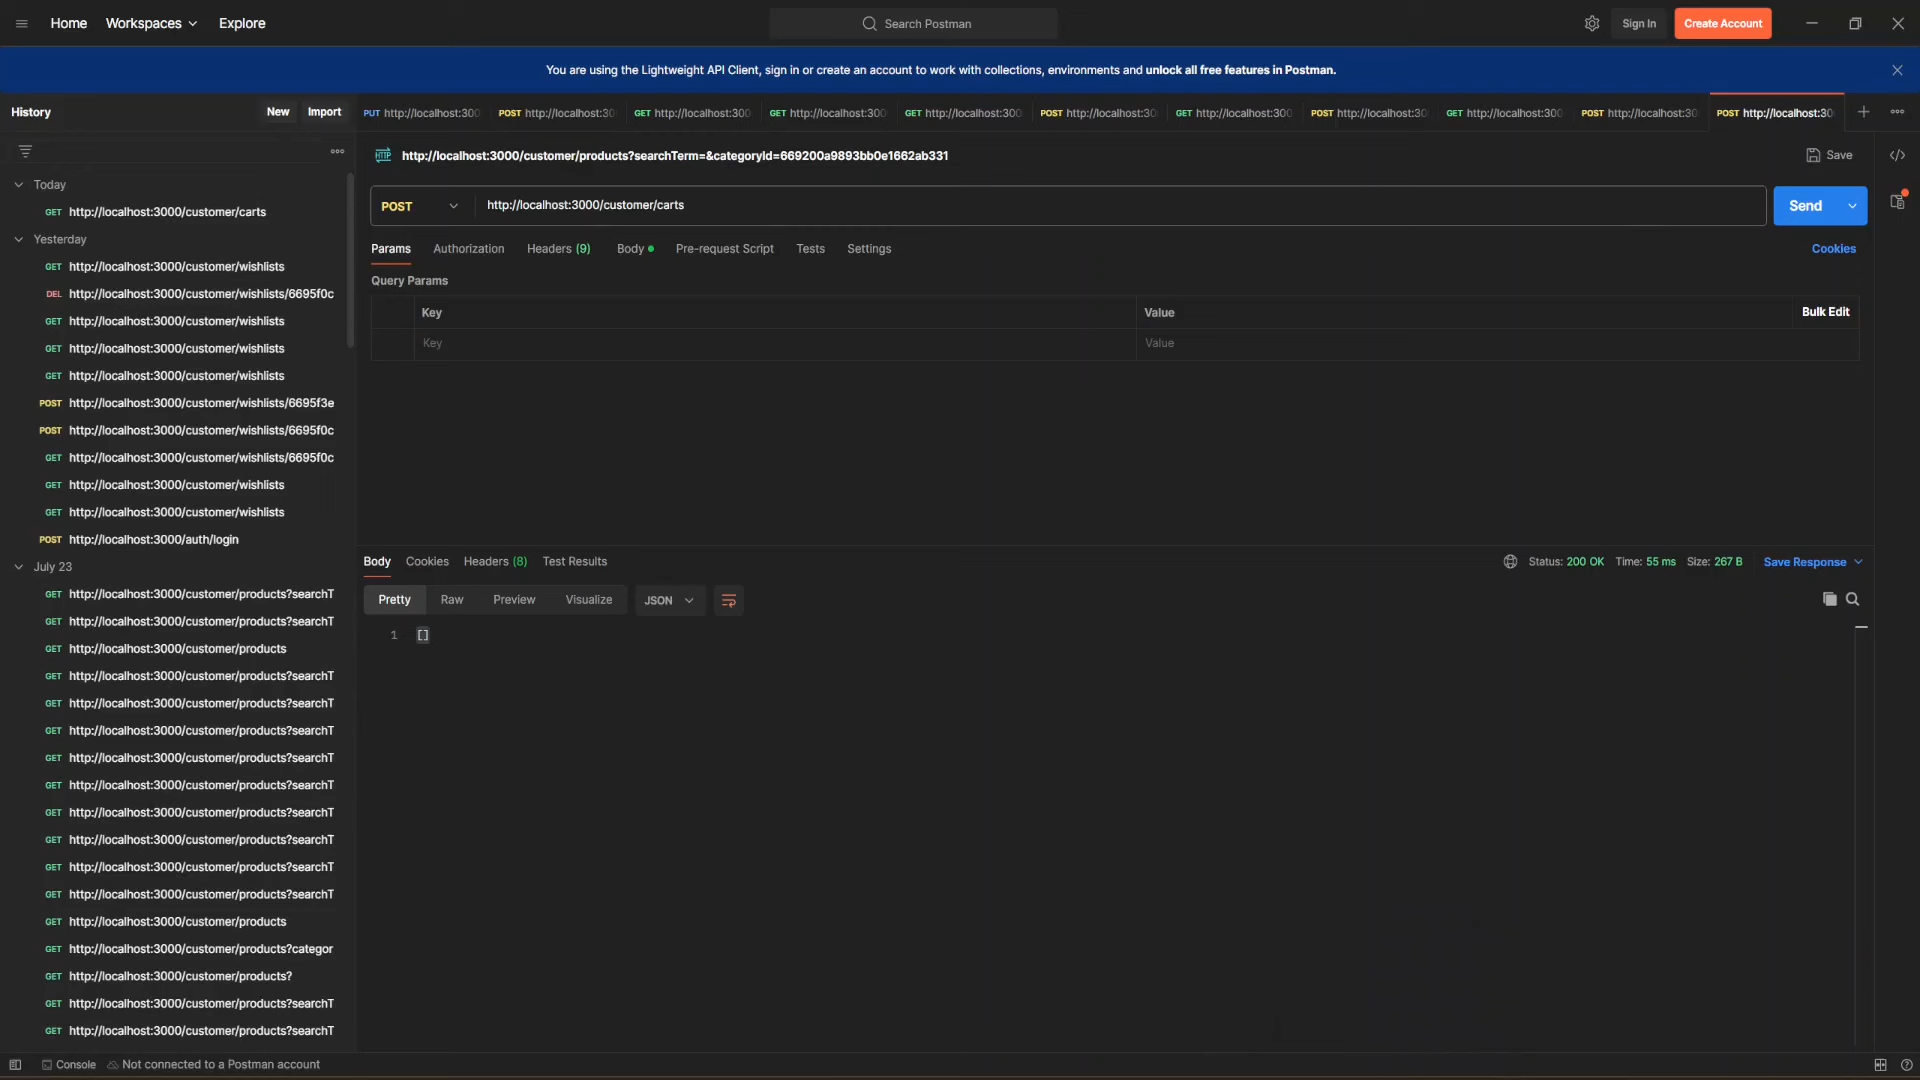 Home Workspaces Explore Search Postman Sign In Create Account
You are using the Lightweight API Client, sign in or create an account to work with collections, environments and unlock all free features in Postman.
History New Import
PUT http://localhost:300 POST http://localhost:30 GET http://localhost:300 GET http://localhost:300 GET http://localhost:300 POST http://localhost:30 GET http://localhost:300 POST http://localhost:30 GET http://localhost:300 POST http://localhost:30 POST http://localhost:30
HTTP http://localhost:3000/customer/products?searchTerm=&categoryId=669200a9893bb0e1662ab331 Save
POST http://localhost:3000/customer/carts Send
Params Authorization Headers (9) Body Pre-request Script Tests Settings Cookies
Query Params
Key Value Bulk Edit
Key Value
Today
GET http://localhost:3000/customer/carts
Yesterday
GET http://localhost:3000/customer/wishlists
DEL http://localhost:3000/customer/wishlists/6695f0c
GET http://localhost:3000/customer/wishlists
GET http://localhost:3000/customer/wishlists
GET http://localhost:3000/customer/wishlists
POST http://localhost:3000/customer/wishlists/6695f3e
POST http://localhost:3000/customer/wishlists/6695f0c
GET http://localhost:3000/customer/wishlists/6695f0c
GET http://localhost:3000/customer/wishlists
GET http://localhost:3000/customer/wishlists
POST http://localhost:3000/auth/login
July 23
GET http://localhost:3000/customer/products?searchT
GET http://localhost:3000/customer/products?searchT
GET http://localhost:3000/customer/products
GET http://localhost:3000/customer/products?searchT
GET http://localhost:3000/customer/products?searchT
GET http://localhost:3000/customer/products?searchT
GET http://localhost:3000/customer/products?searchT
GET http://localhost:3000/customer/products?searchT
GET http://localhost:3000/customer/products?searchT
GET http://localhost:3000/customer/products?searchT
GET http://localhost:3000/customer/products?searchT
GET http://localhost:3000/customer/products?searchT
GET http://localhost:3000/customer/products
GET http://localhost:3000/customer/products?categor
GET http://localhost:3000/customer/products?
GET http://localhost:3000/customer/products?searchT
GET http://localhost:3000/customer/products?searchT
Body Cookies Headers (8) Test Results Status: 200 OK Time: 55 ms Size: 267 B Save Response
Pretty Raw Preview Visualize JSON
1 []
Console Not connected to a Postman account